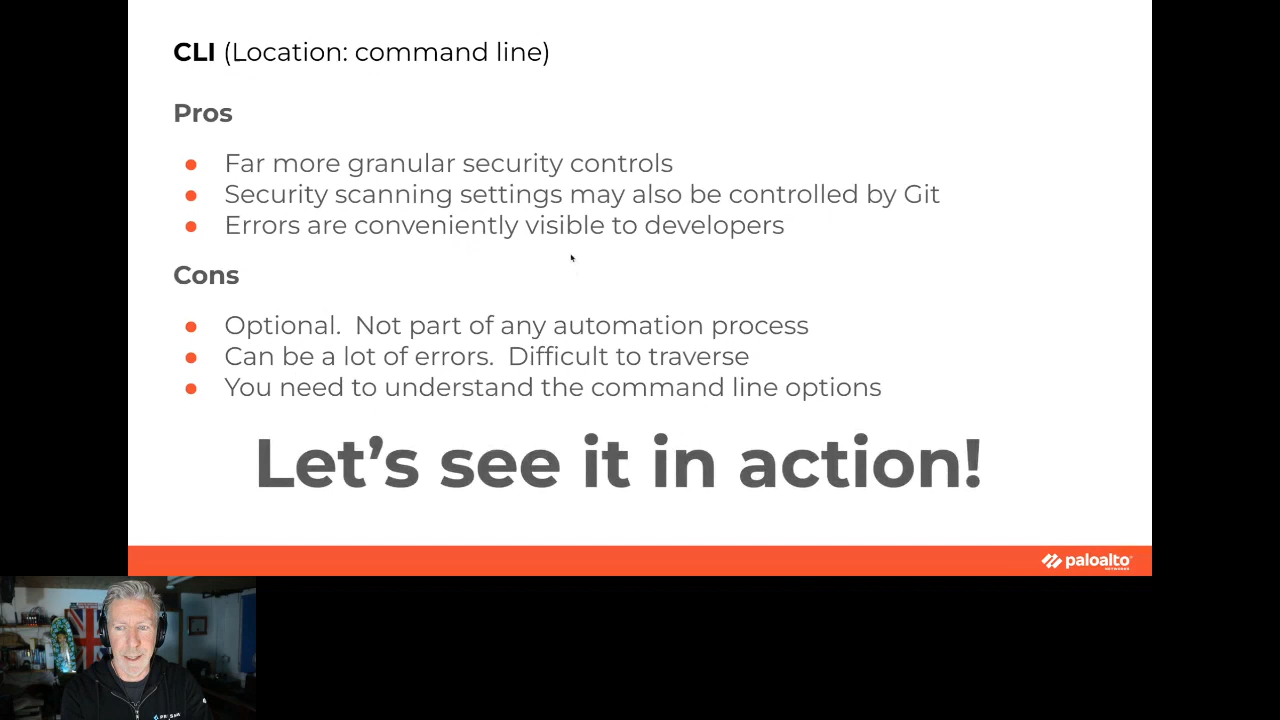 CLI (Location: command line)
Pros
● Far more granular security controls
● Security scanning settings may also be controlled by Git
● Errors are conveniently visible to developers
Cons
● Optional.  Not part of any automation process
● Can be a lot of errors.  Difficult to traverse
● You need to understand the command line options
Let’s see it in action!
paloalto
NETWORKS